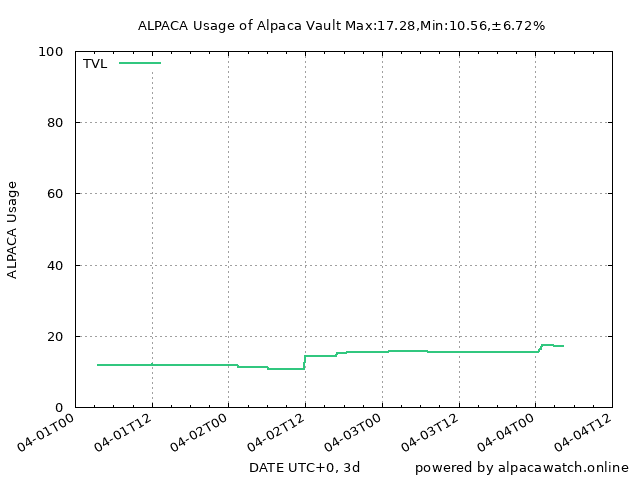 ALPACA Usage of Alpaca Vault Max:17.28,Min:10.56,±6.72%
100
TVL
80
60
40
20
0
ALPACA Usage
04-01T00
04-01T12
04-02T00
04-02T12
04-03T00
04-03T12
04-04T00
04-04T12
DATE UTC+0, 3d
powered by alpacawatch.online